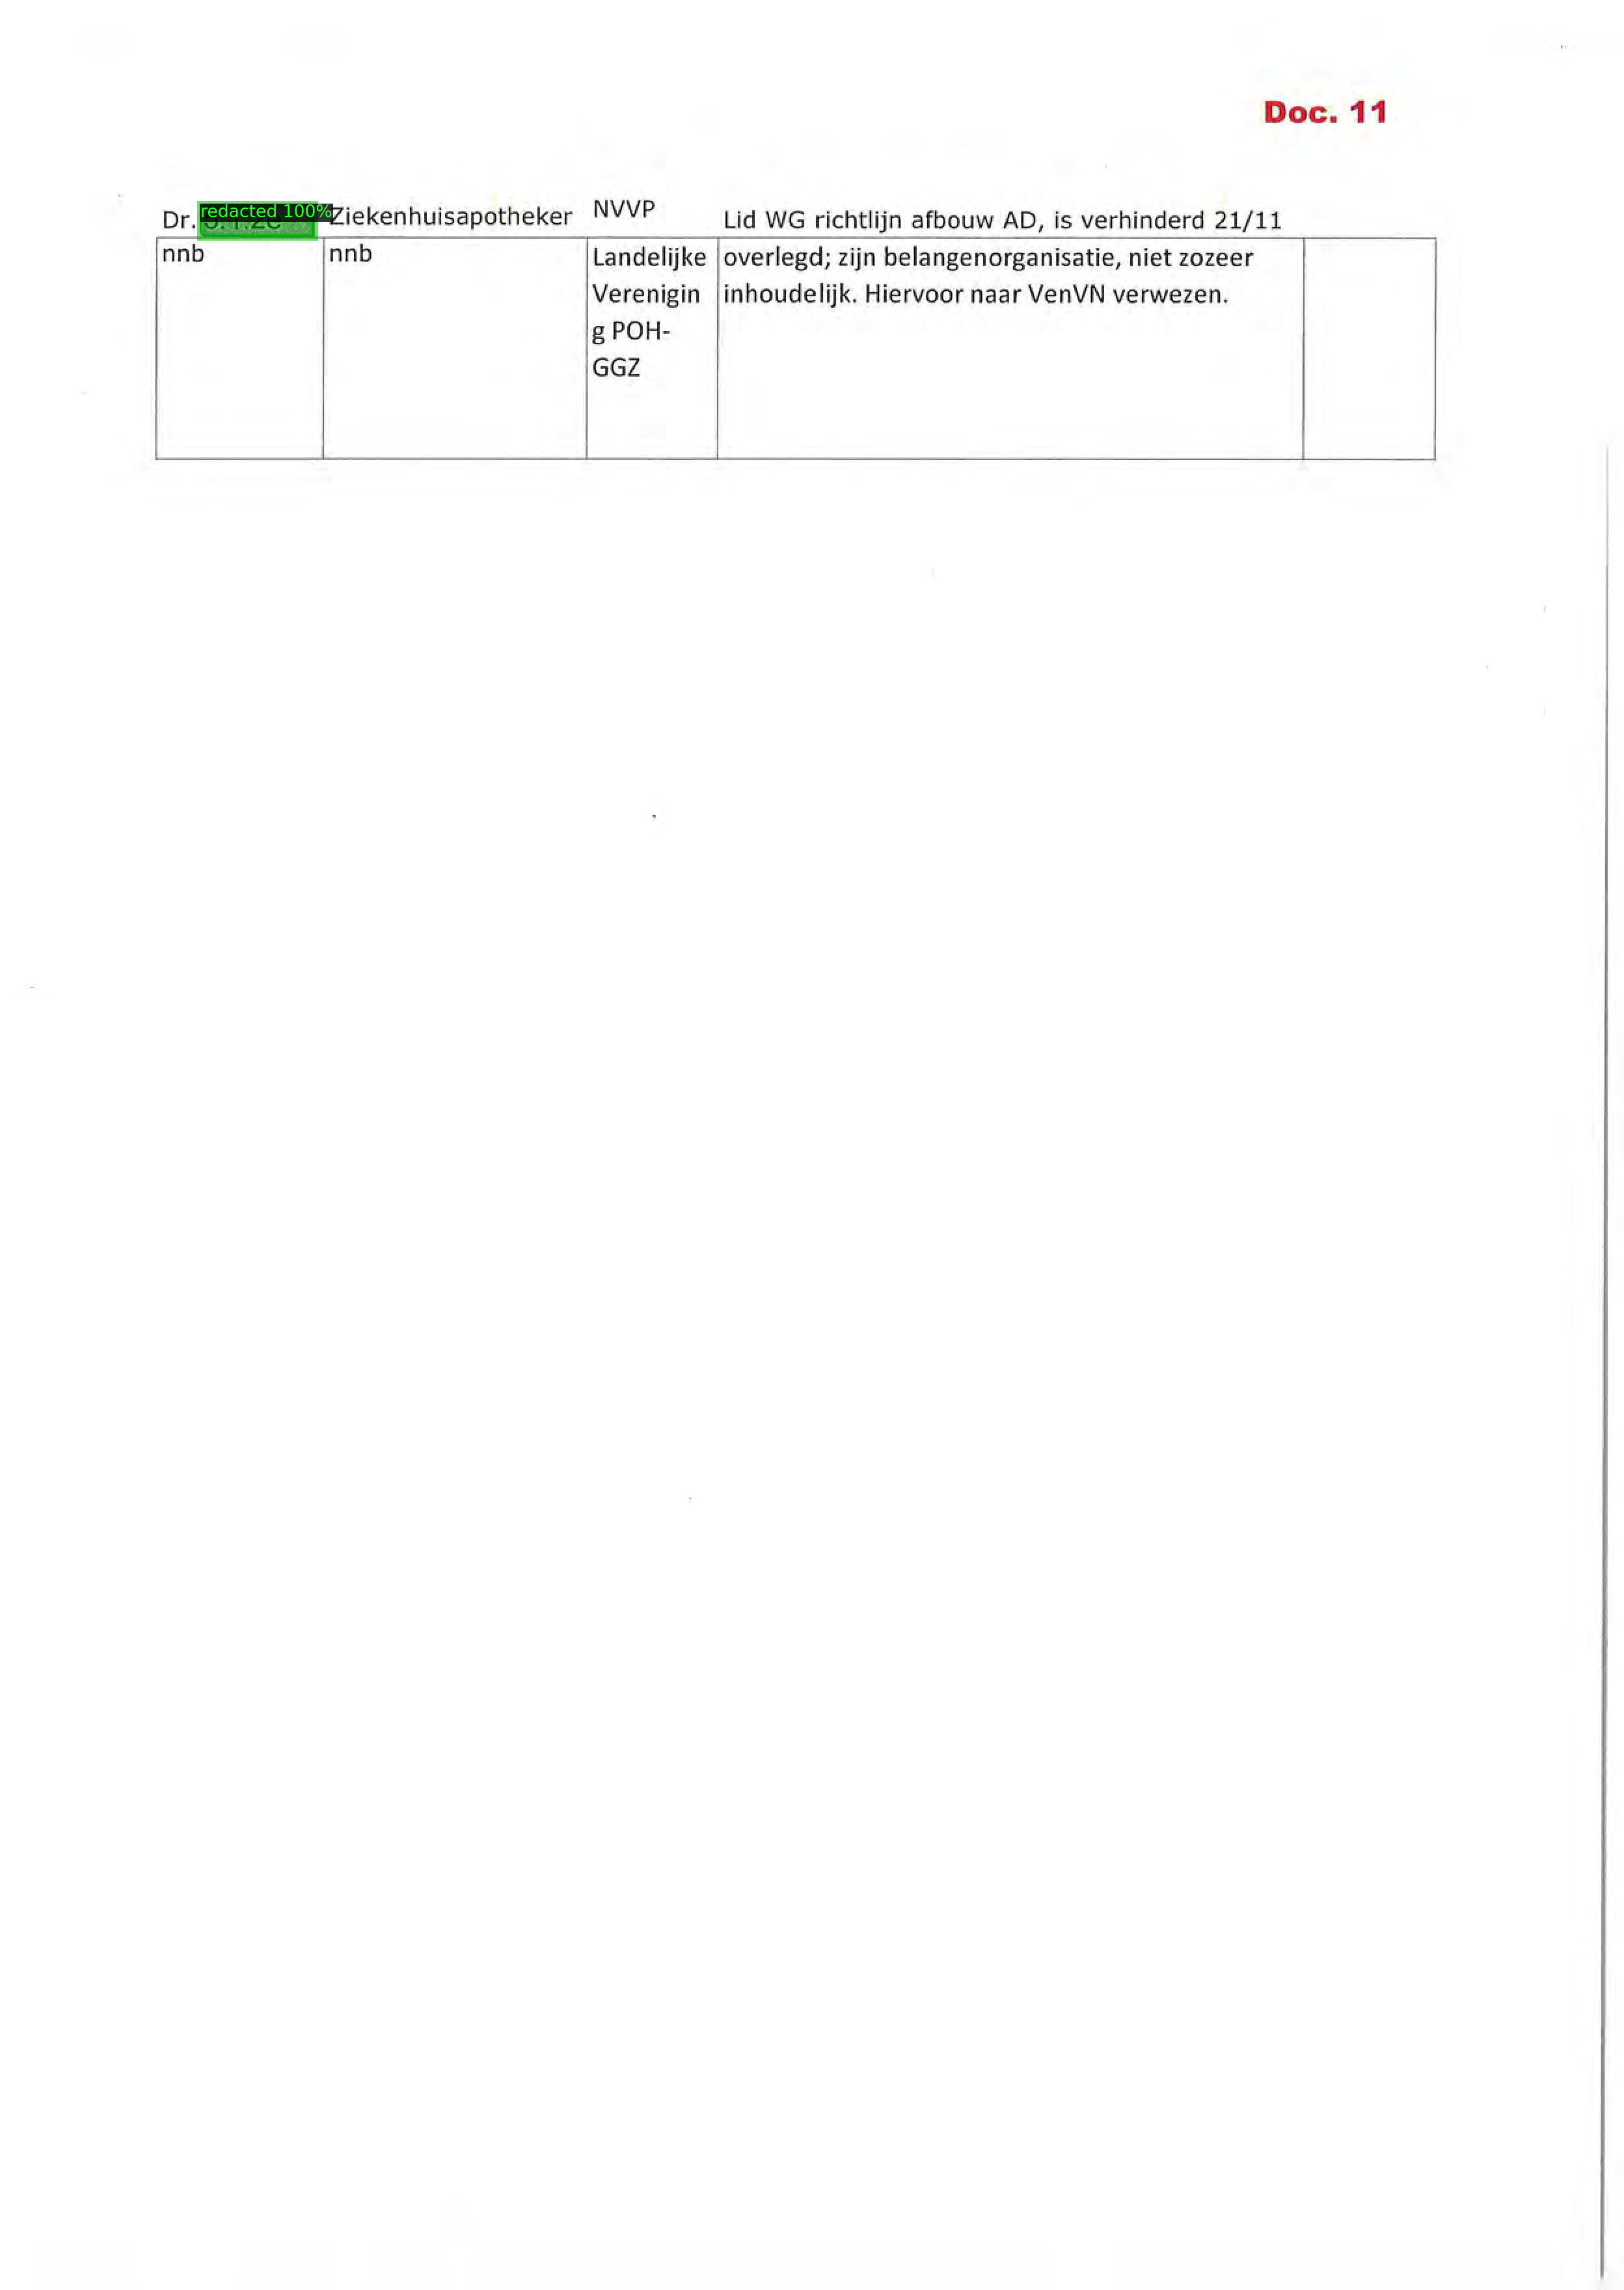 Doc. 11
Dr. redacted 100% Ziekenhuisapotheker NVVP Lid WG richtlijn afbouw AD, is verhinderd 21/11
nnb nnb Landelijke overlegd; zijn belangenorganisatie, niet zozeer
Verenigin inhoudelijk. Hiervoor naar VenVN verwezen.
g POH-
GGZ